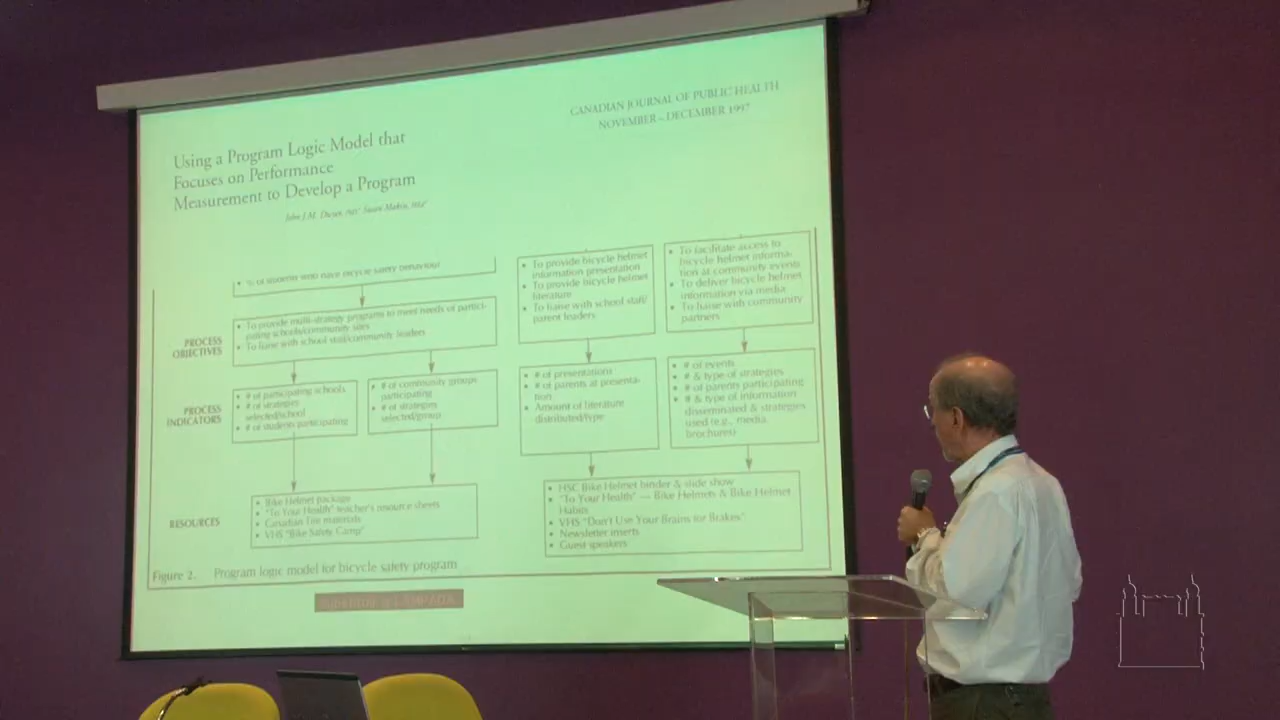 CANADIAN JOURNAL OF PUBLIC HEALTH
NOVEMBER – DECEMBER 1997
Using a Program Logic Model that
Focuses on Performance
Measurement to Develop a Program
John J.M.
• % of students who have bicycle safety behaviour
PROCESS
OBJECTIVES
• To provide multi-strategy programs to meet needs of partici-
pating schools/community sites
• To liaise with school staff/community leaders
• To provide bicycle helmet
information presentation
• To provide bicycle helmet
literature
• To liaise with school staff/
parent leaders
• To facilitate access to
bicycle helmet informa-
tion at community events
• To deliver bicycle helmet
information via media
• To liaise with community
partners
PROCESS
INDICATORS
• # of participating schools
• # of strategies
selected/school
• # of students participating
• # of community groups
participating
• # of strategies
selected/group
• # of presentations
• # of parents at presenta-
tion
• Amount of literature
distributed/type
• # of events
• # & type of strategies
• # of parents participating
• # & type of information
disseminated & strategies
used (e.g., media,
brochures)
RESOURCES
• Bike Helmet package
• "To Your Health" teacher's resource sheets
• Canadian Tire materials
• VHS "Bike Safety Camp"
• HSC Bike Helmet binder & slide show
• "To Your Health" — Bike Helmets & Bike Helmet
Habits
• VHS "Don't Use Your Brains for Brakes"
• Newsletter inserts
• Guest speakers
Figure 2. Program logic model for bicycle safety program